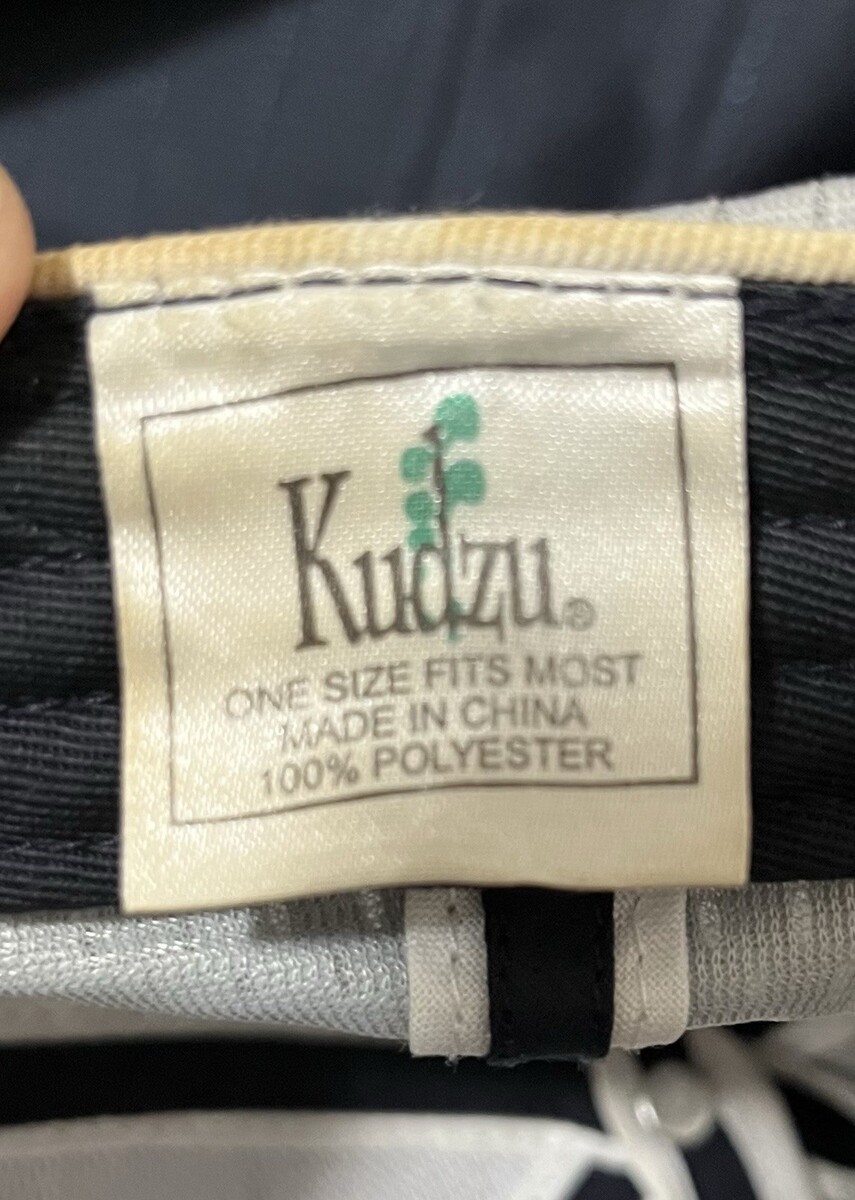 Kudzu®
ONE SIZE FITS MOST
MADE IN CHINA
100% POLYESTER